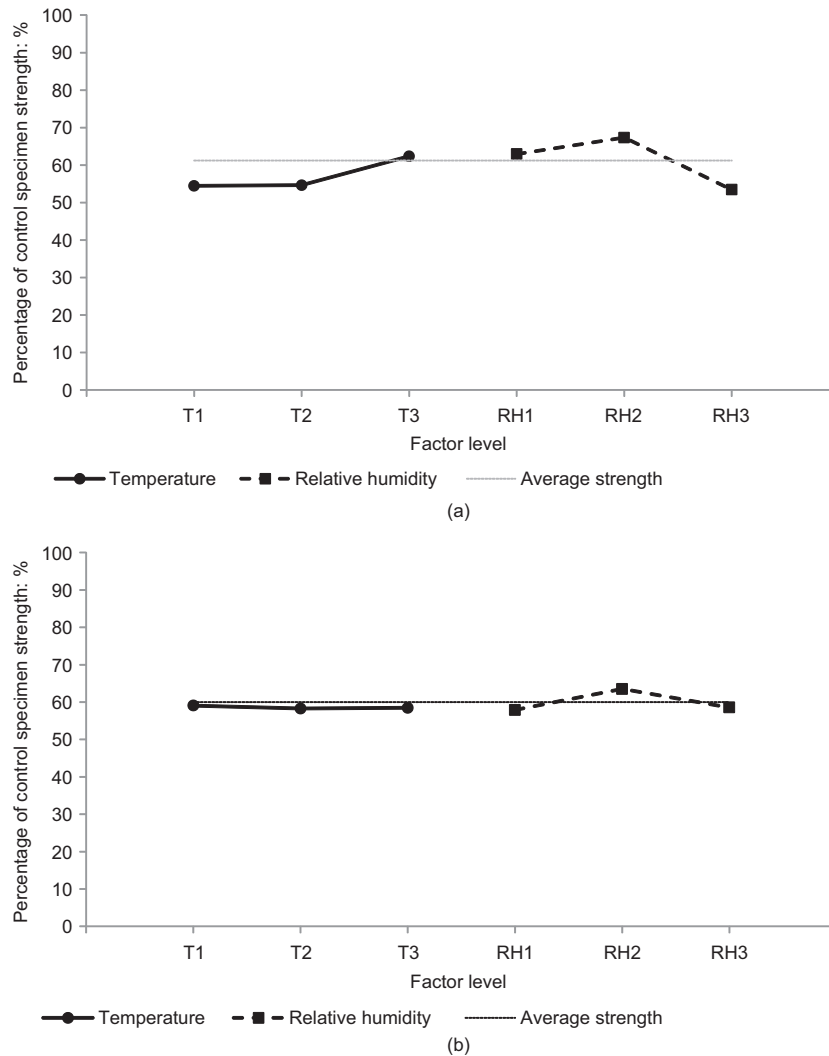 Percentage of control specimen strength: %
100
90
80
70
60
50
40
30
20
10
0
T1 T2 T3 RH1 RH2 RH3
Factor level
Temperature Relative humidity Average strength
(a)
Percentage of control specimen strength: %
100
90
80
70
60
50
40
30
20
10
0
T1 T2 T3 RH1 RH2 RH3
Factor level
Temperature Relative humidity Average strength
(b)